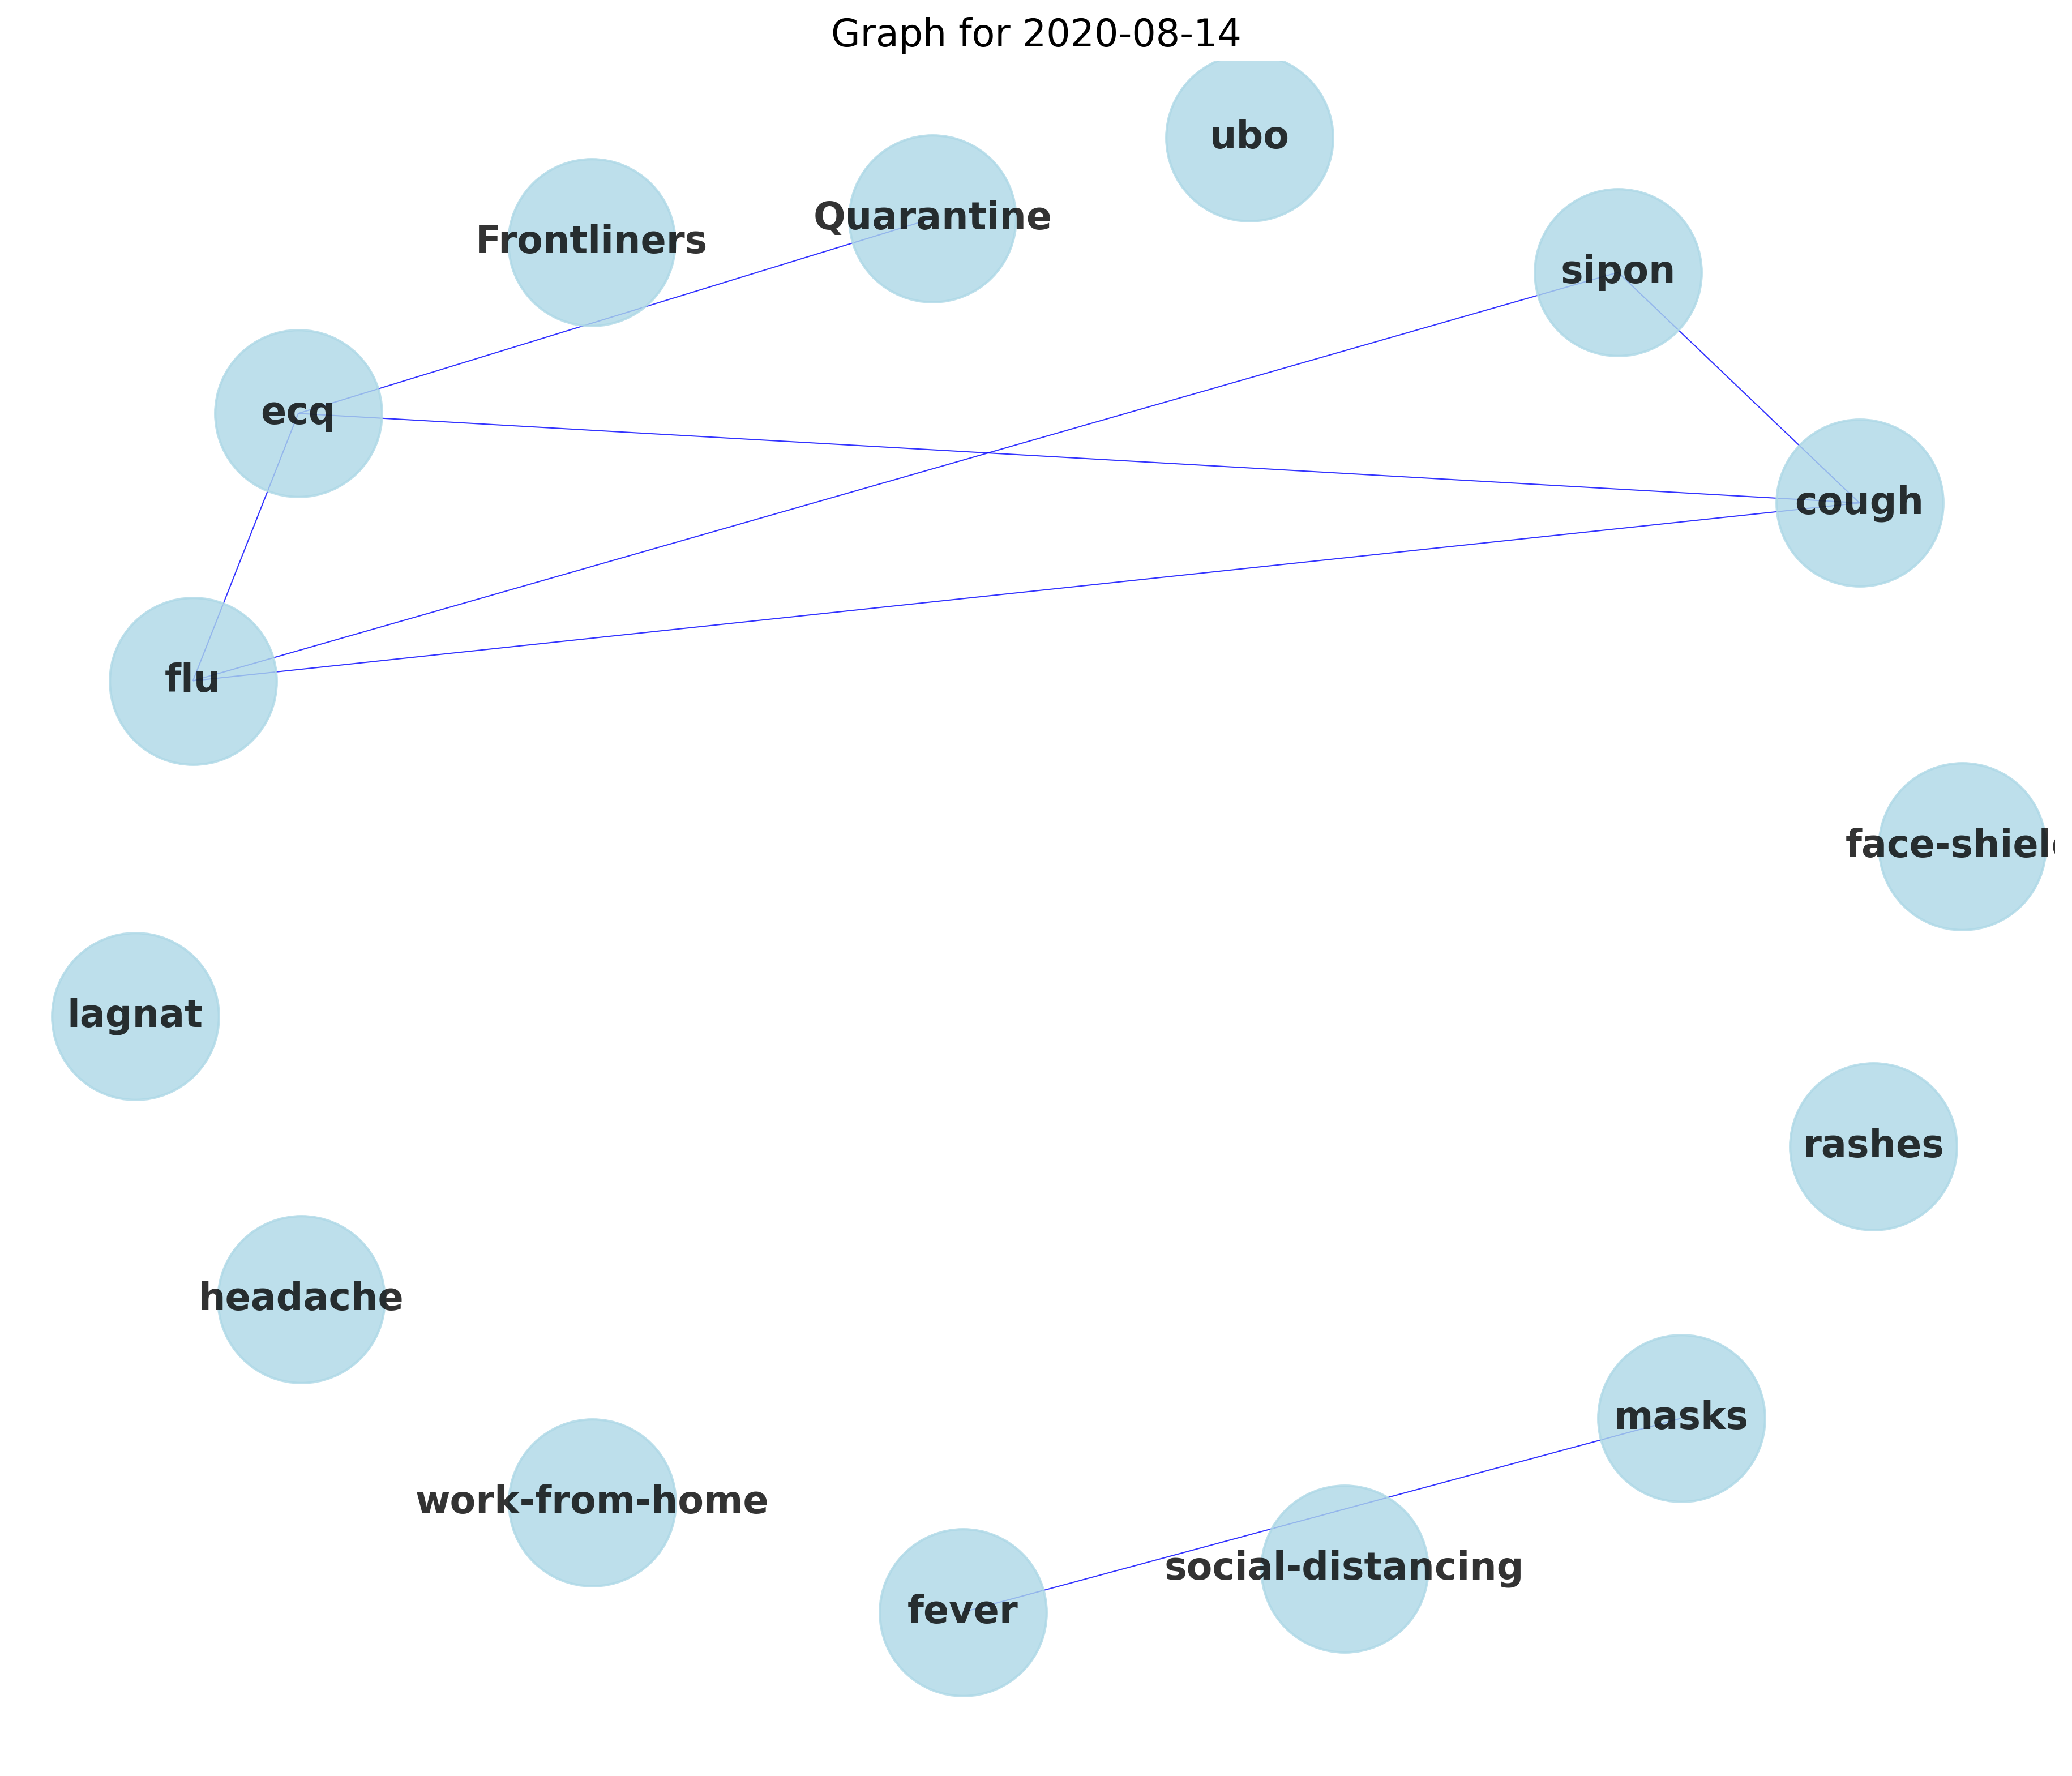 Graph for 2020-08-14
ubo
Quarantine
Frontliners
sipon
ecq
cough
flu
face-shiel
lagnat
rashes
headache
masks
work-from-home
social-distancing
fever